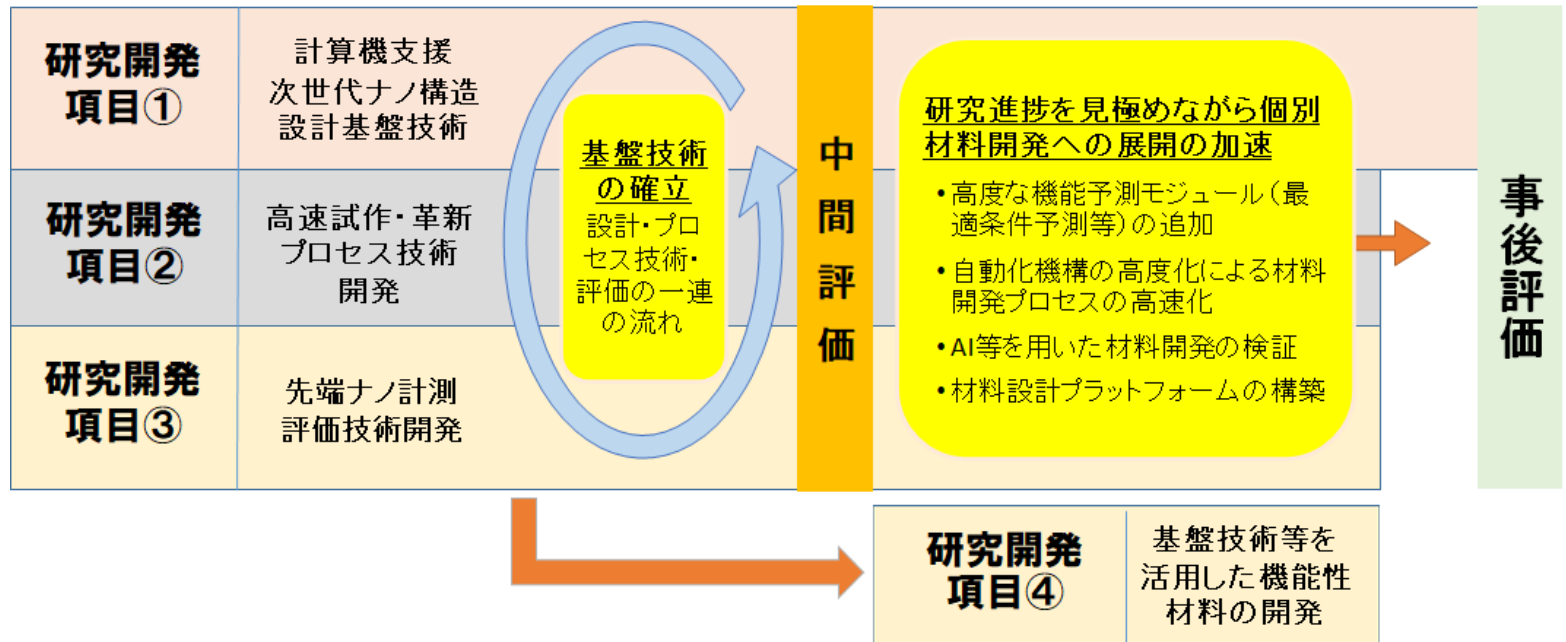 研究開発
項目①
計算機支援
次世代ナノ構造
設計基盤技術
研究開発
項目②
高速試作・革新
プロセス技術
開発
研究開発
項目③
先端ナノ計測
評価技術開発
基盤技術
の確立
設計・プロ
セス技術・
評価の一連
の流れ
中間評価
研究進捗を見極めながら個別
材料開発への展開の加速
・高度な機能予測モジュール（最
適条件予測等）の追加
・自動化機構の高度化による材料
開発プロセスの高速化
・AI等を用いた材料開発の検証
・材料設計プラットフォームの構築
事後評価
研究開発
項目④
基盤技術等を
活用した機能性
材料の開発